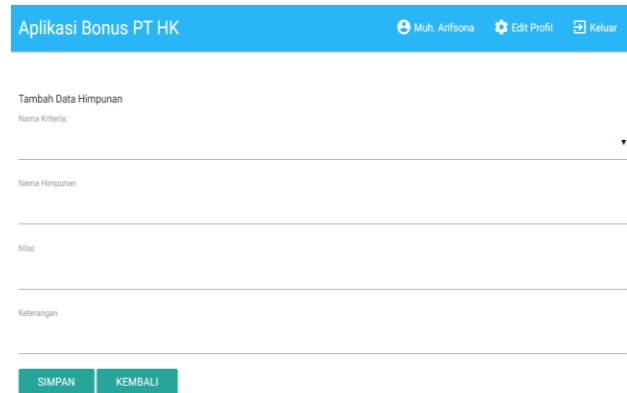 Aplikasi Bonus PT HK Muh. Arifsona Edit Profil Keluar
Tambah Data Himpunan
Nama Kriteria:
Nama Himpunan
Nilai:
Keterangan
SIMPAN KEMBALI